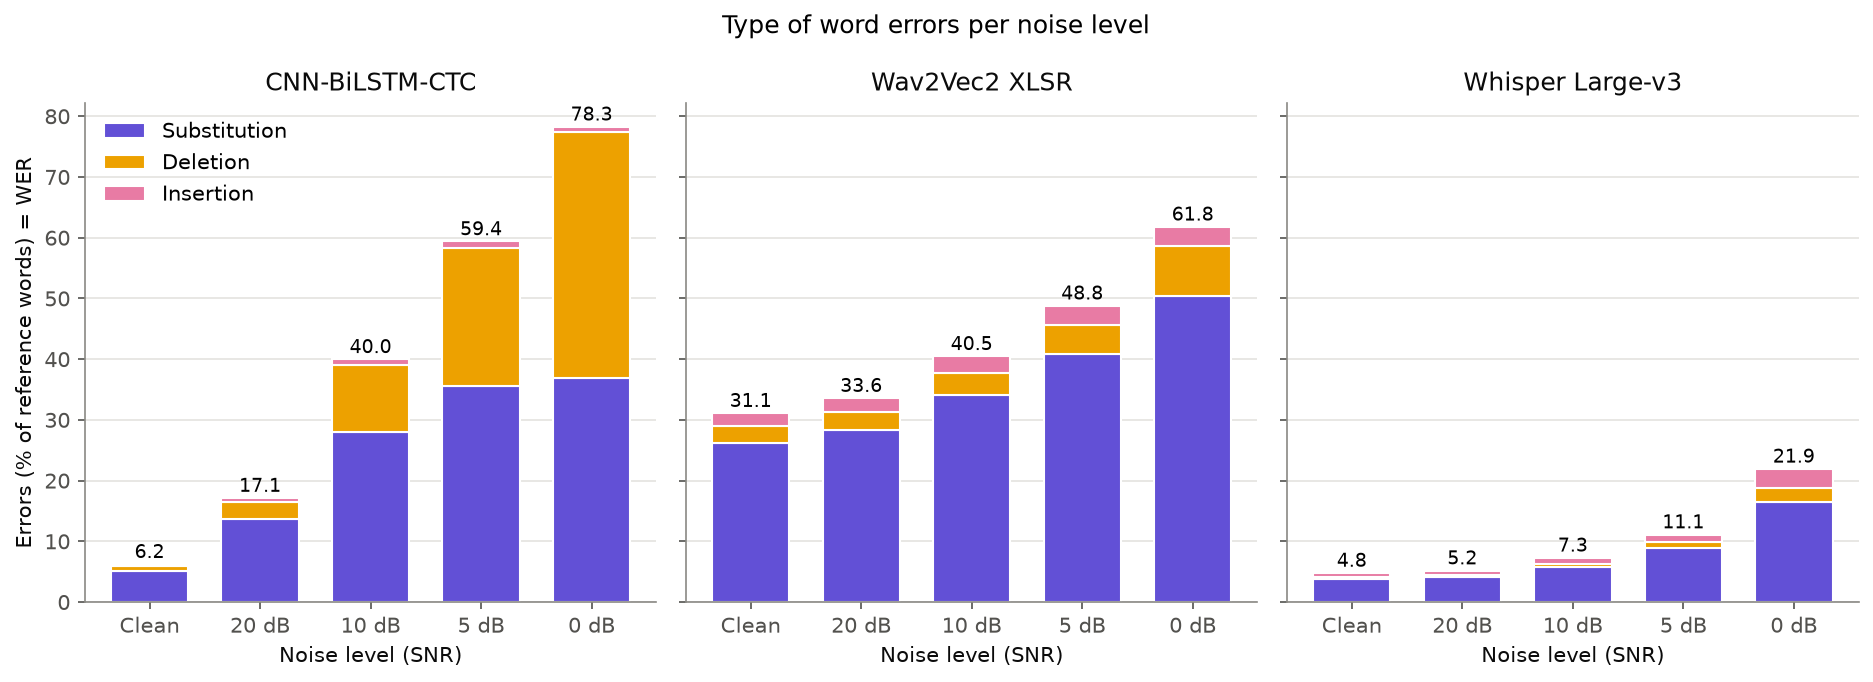 Type of word errors per noise level
CNN-BiLSTM-CTC
Errors (% of reference words) = WER
80
70
60
50
40
30
20
10
0
Substitution
Deletion
Insertion
6.2
17.1
40.0
59.4
78.3
Clean
20 dB
10 dB
5 dB
0 dB
Noise level (SNR)
Wav2Vec2 XLSR
31.1
33.6
40.5
48.8
61.8
Clean
20 dB
10 dB
5 dB
0 dB
Noise level (SNR)
Whisper Large-v3
4.8
5.2
7.3
11.1
21.9
Clean
20 dB
10 dB
5 dB
0 dB
Noise level (SNR)